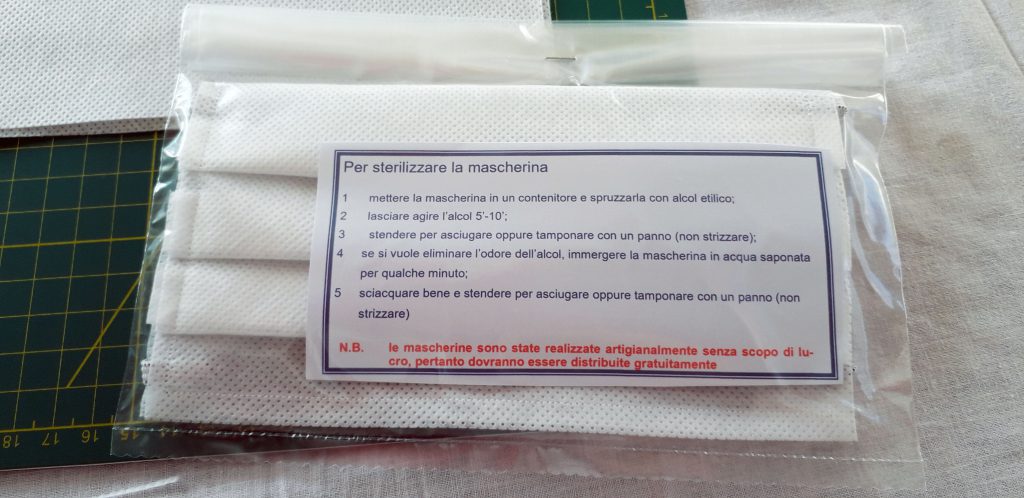 Per sterilizzare la mascherina
1 mettere la mascherina in un contenitore e spruzzarla con alcol etilico;
2 lasciare agire l'alcol 5'-10';
3 stendere per asciugare oppure tamponare con un panno (non strizzare);
4 se si vuole eliminare l'odore dell'alcol, immergere la mascherina in acqua saponata
per qualche minuto;
5 sciacquare bene e stendere per asciugare oppure tamponare con un panno (non
strizzare)
N.B. le mascherine sono state realizzate artigianalmente senza scopo di lu-
cro, pertanto dovranno essere distribuite gratuitamente
18 17 16 15